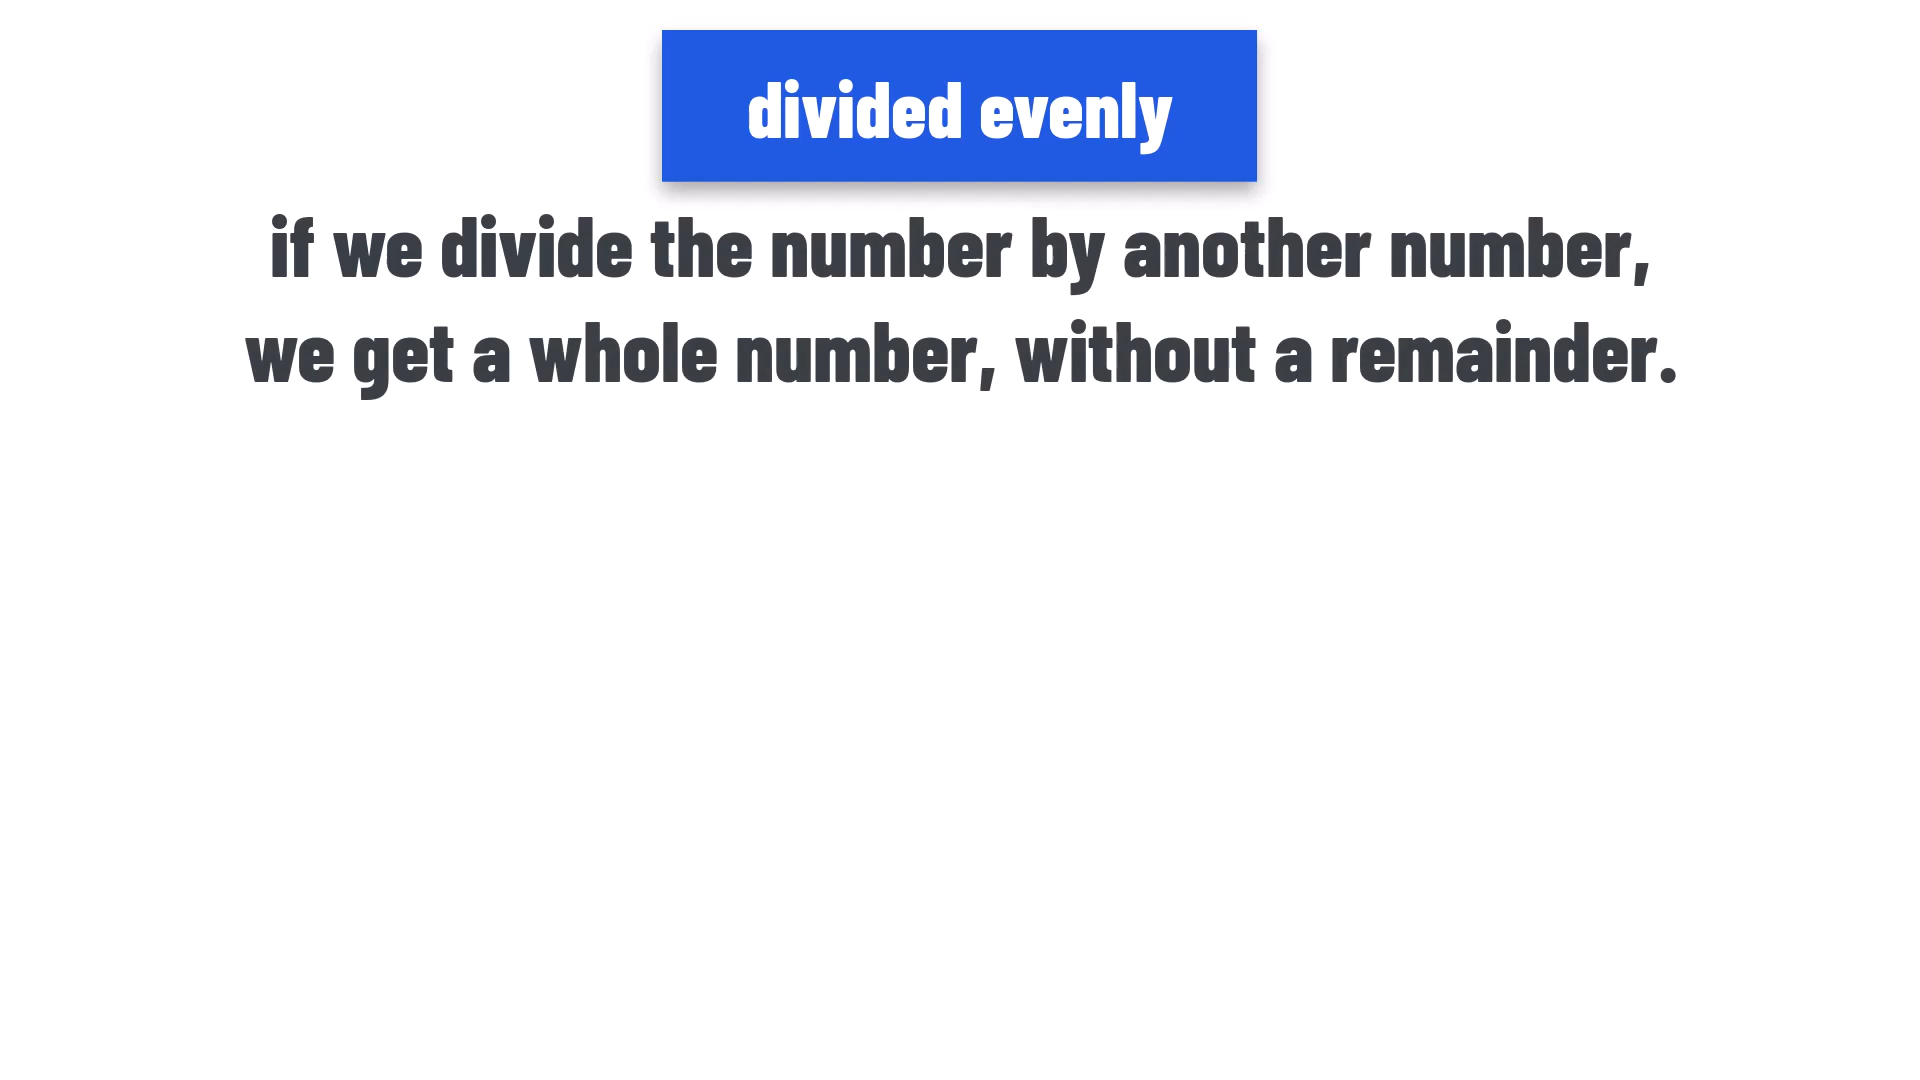 divided evenly
if we divide the number by another number,
we get a whole number, without a remainder.